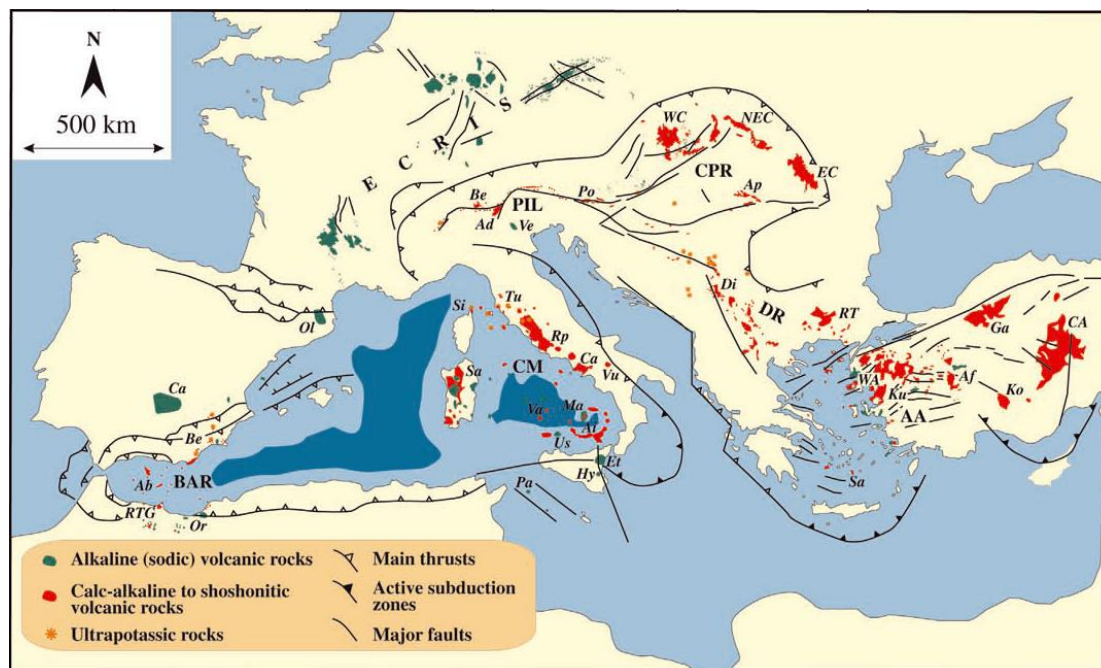 N
500 km
E C R I S
WC
NEC
CPR
EC
Be
PIL
Po
Ap
Ad
Ve
Di
DR
RT
Ga
CA
Si
Tu
Rp
Ol
Sa
CM
Ca
Vu
WA
Ku
Af
Ko
AA
Ca
Va
Ma
Us
Et
Be
Hy
Pa
Sa
Ab
BAR
RTG
Or
Alkaline (sodic) volcanic rocks
Calc-alkaline to shoshonitic
volcanic rocks
Ultrapotassic rocks
Main thrusts
Active subduction
zones
Major faults